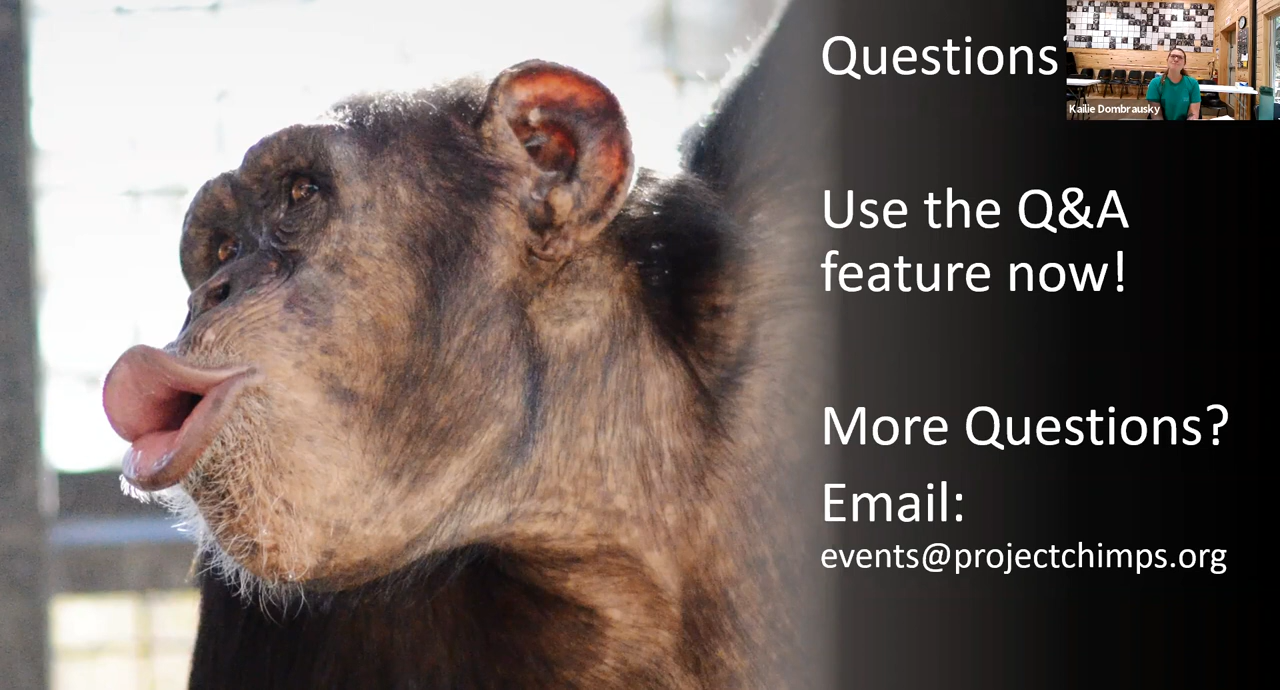 Questions
Kailie Dombrausky
Use the Q&A
feature now!
More Questions?
Email:
events@projectchimps.org